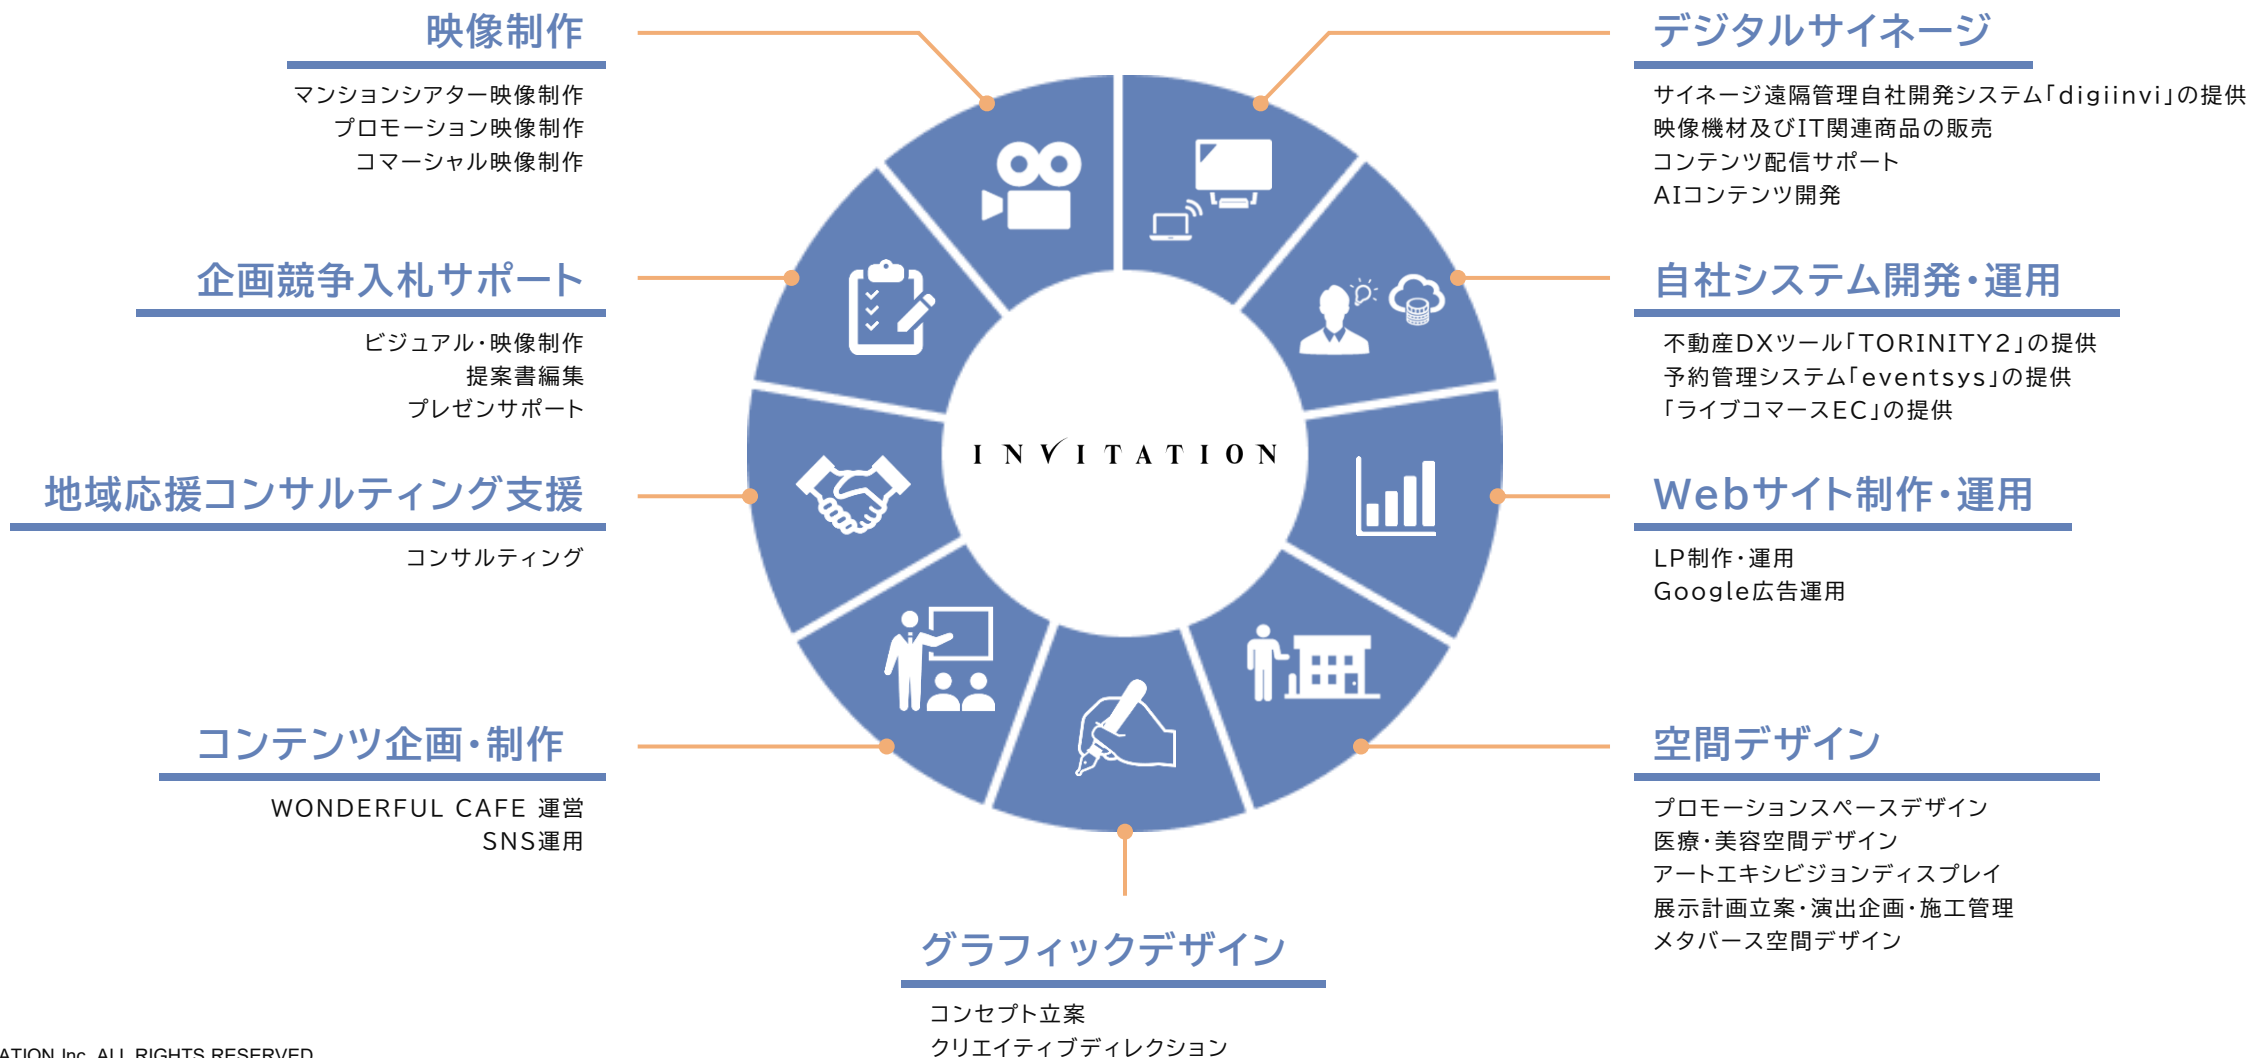 映像制作
マンションシアター映像制作
プロモーション映像制作
コマーシャル映像制作
企画競争入札サポート
ビジュアル・映像制作
提案書編集
プレゼンサポート
地域応援コンサルティング支援
コンサルティング
コンテンツ企画・制作
WONDERFUL CAFE 運営
SNS運用
INVITATION
デジタルサイネージ
サイネージ遠隔管理自社開発システム「digiinvi」の提供
映像機材及びIT関連商品の販売
コンテンツ配信サポート
AIコンテンツ開発
自社システム開発・運用
不動産DXツール「TORINITY2」の提供
予約管理システム「eventsys」の提供
「ライブコマースEC」の提供
Webサイト制作・運用
LP制作・運用
Google広告運用
空間デザイン
プロモーションスペースデザイン
医療・美容空間デザイン
アートエキシビジョンディスプレイ
展示計画立案・演出企画・施工管理
メタバース空間デザイン
グラフィックデザイン
コンセプト立案
クリエイティブディレクション
ATION Inc. ALL RIGHTS RESERVED